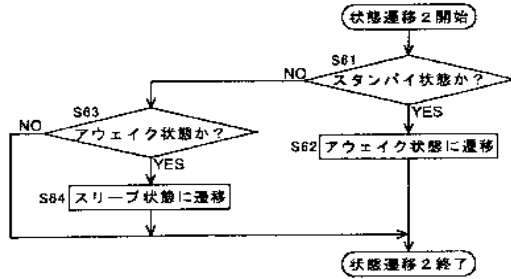 状態遷移2開始
S61
スタンバイ状態か?
NO
YES
S63
アウェイク状態か?
NO
YES
S62
アウェイク状態に遷移
S64
スリープ状態に遷移
状態遷移2終了